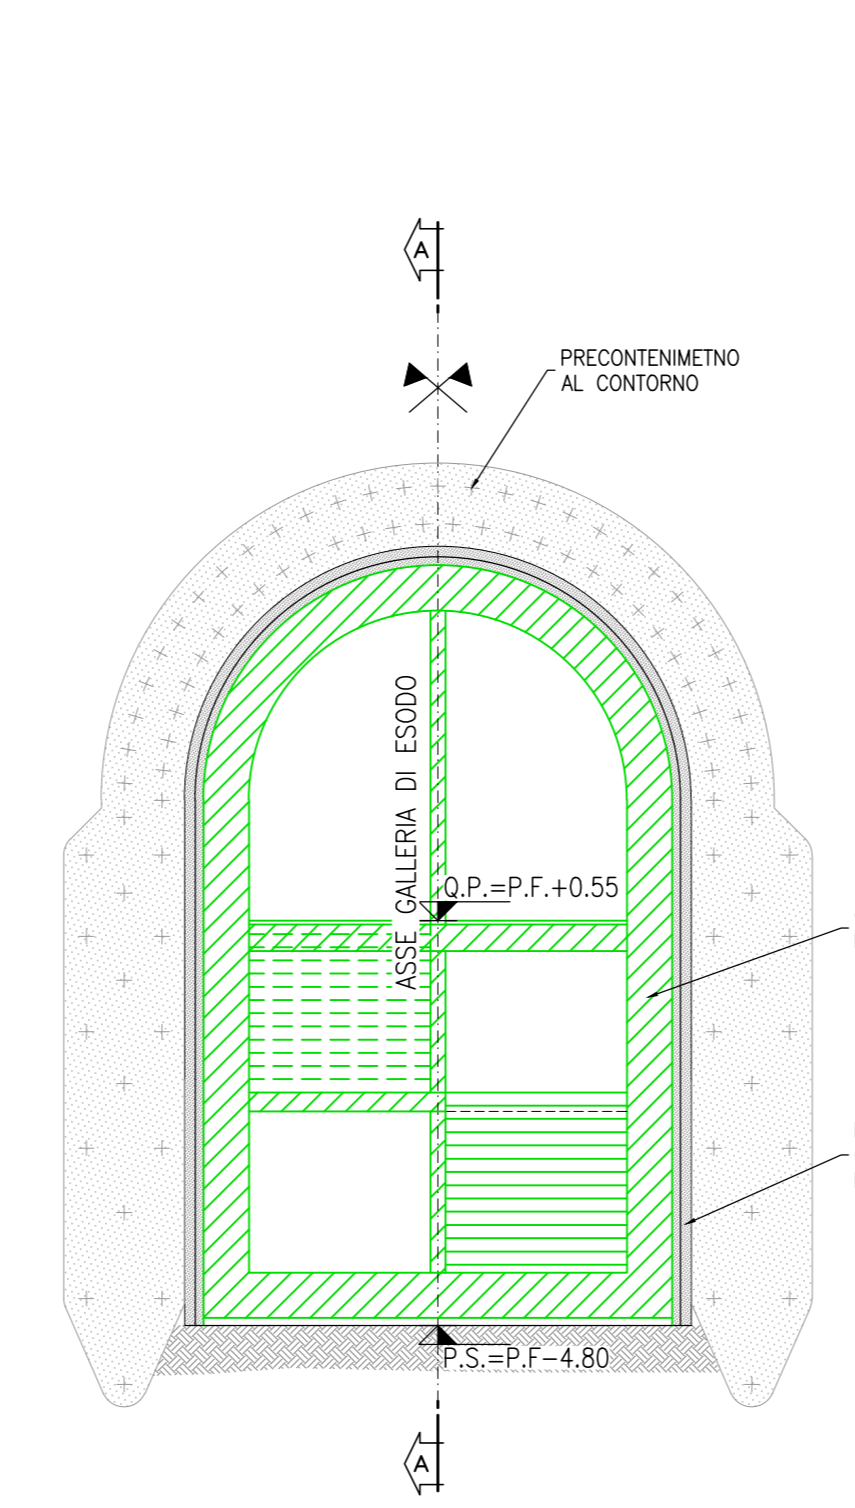 A
PRECONTENIMETNO
AL CONTORNO
ASSE GALLERIA DI ESODO
Q.P.=P.F.+0.55
P.S.=P.F-4.80
A